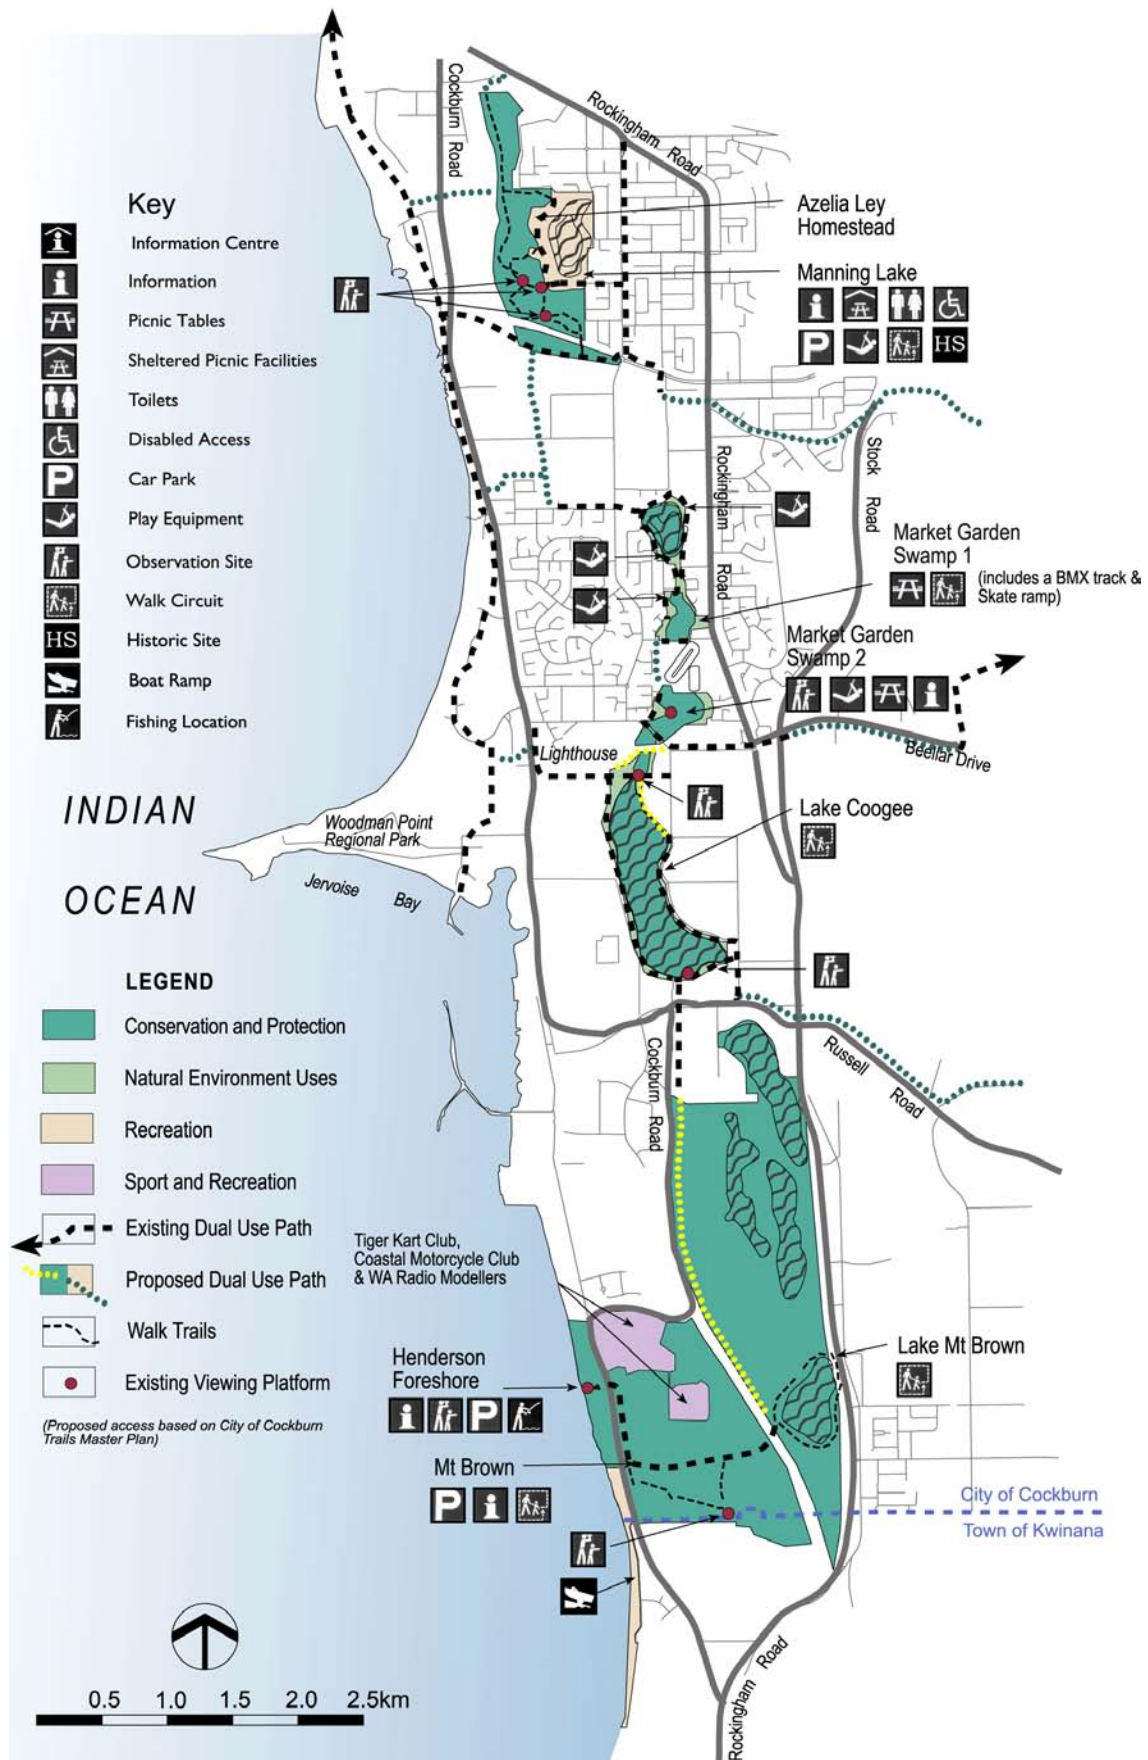 Cockburn Road
Rockingham Road
Key
Information Centre
Information
Picnic Tables
Sheltered Picnic Facilities
Toilets
Disabled Access
P
Car Park
Play Equipment
Observation Site
Walk Circuit
HS
Historic Site
Boat Ramp
Fishing Location
Azelia Ley
Homestead
Manning Lake
P
HS
Rockingham Road
Stock Road
Market Garden
Swamp 1
(includes a BMX track &
Skate ramp)
Market Garden
Swamp 2
Lighthouse
Beeliar Drive
INDIAN
OCEAN
Woodman Point
Regional Park
Jervoise Bay
Lake Coogee
LEGEND
Conservation and Protection
Natural Environment Uses
Recreation
Sport and Recreation
Existing Dual Use Path
Proposed Dual Use Path
Walk Trails
Existing Viewing Platform
(Proposed access based on City of Cockburn
Trails Master Plan)
Cockburn Road
Russell Road
Tiger Kart Club,
Coastal Motorcycle Club
& WA Radio Modellers
Henderson
Foreshore
P
Lake Mt Brown
Mt Brown
P
City of Cockburn
Town of Kwinana
Rockingham Road
0.5 1.0 1.5 2.0 2.5km